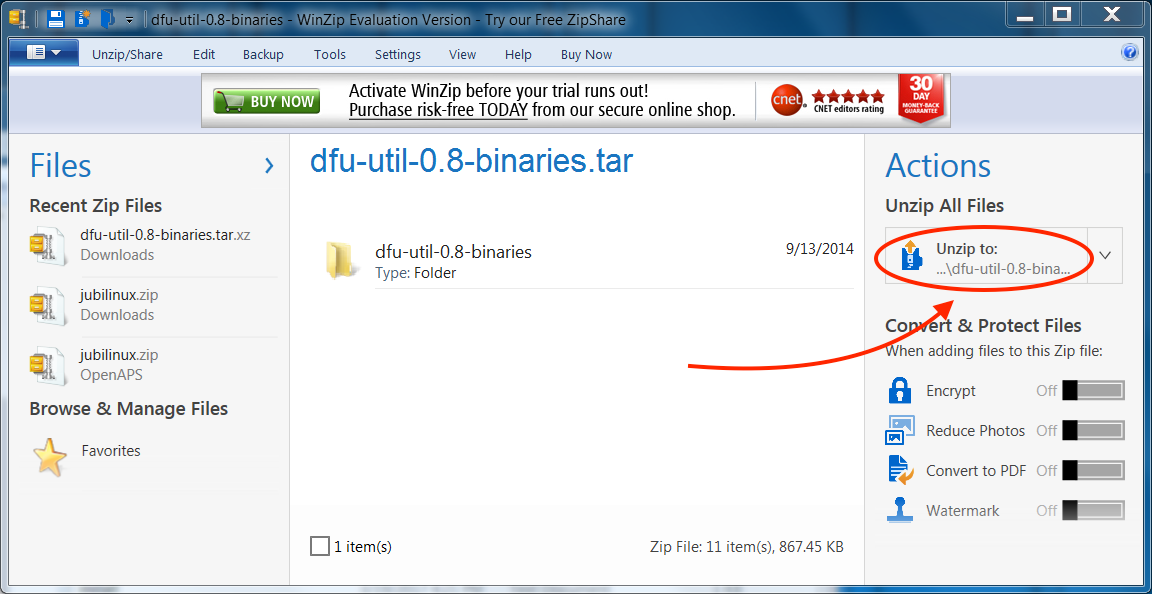 dfu-util-0.8-binaries - WinZip Evaluation Version - Try our Free ZipShare
Unzip/Share Edit Backup Tools Settings View Help Buy Now
BUY NOW
Activate WinZip before your trial runs out!
Purchase risk-free TODAY from our secure online shop.
cnet
CNET editors rating
30
DAY
MONEY-BACK
GUARANTEE
Files
Recent Zip Files
dfu-util-0.8-binaries.tar.xz
Downloads
jubilinux.zip
Downloads
jubilinux.zip
OpenAPS
Browse & Manage Files
Favorites
dfu-util-0.8-binaries.tar
dfu-util-0.8-binaries
9/13/2014
Type: Folder
1 item(s)
Zip File: 11 item(s), 867.45 KB
Actions
Unzip All Files
Unzip to:
...\dfu-util-0.8-bina...
Convert & Protect Files
When adding files to this Zip file:
Encrypt Off
Reduce Photos Off
Convert to PDF Off
Watermark Off